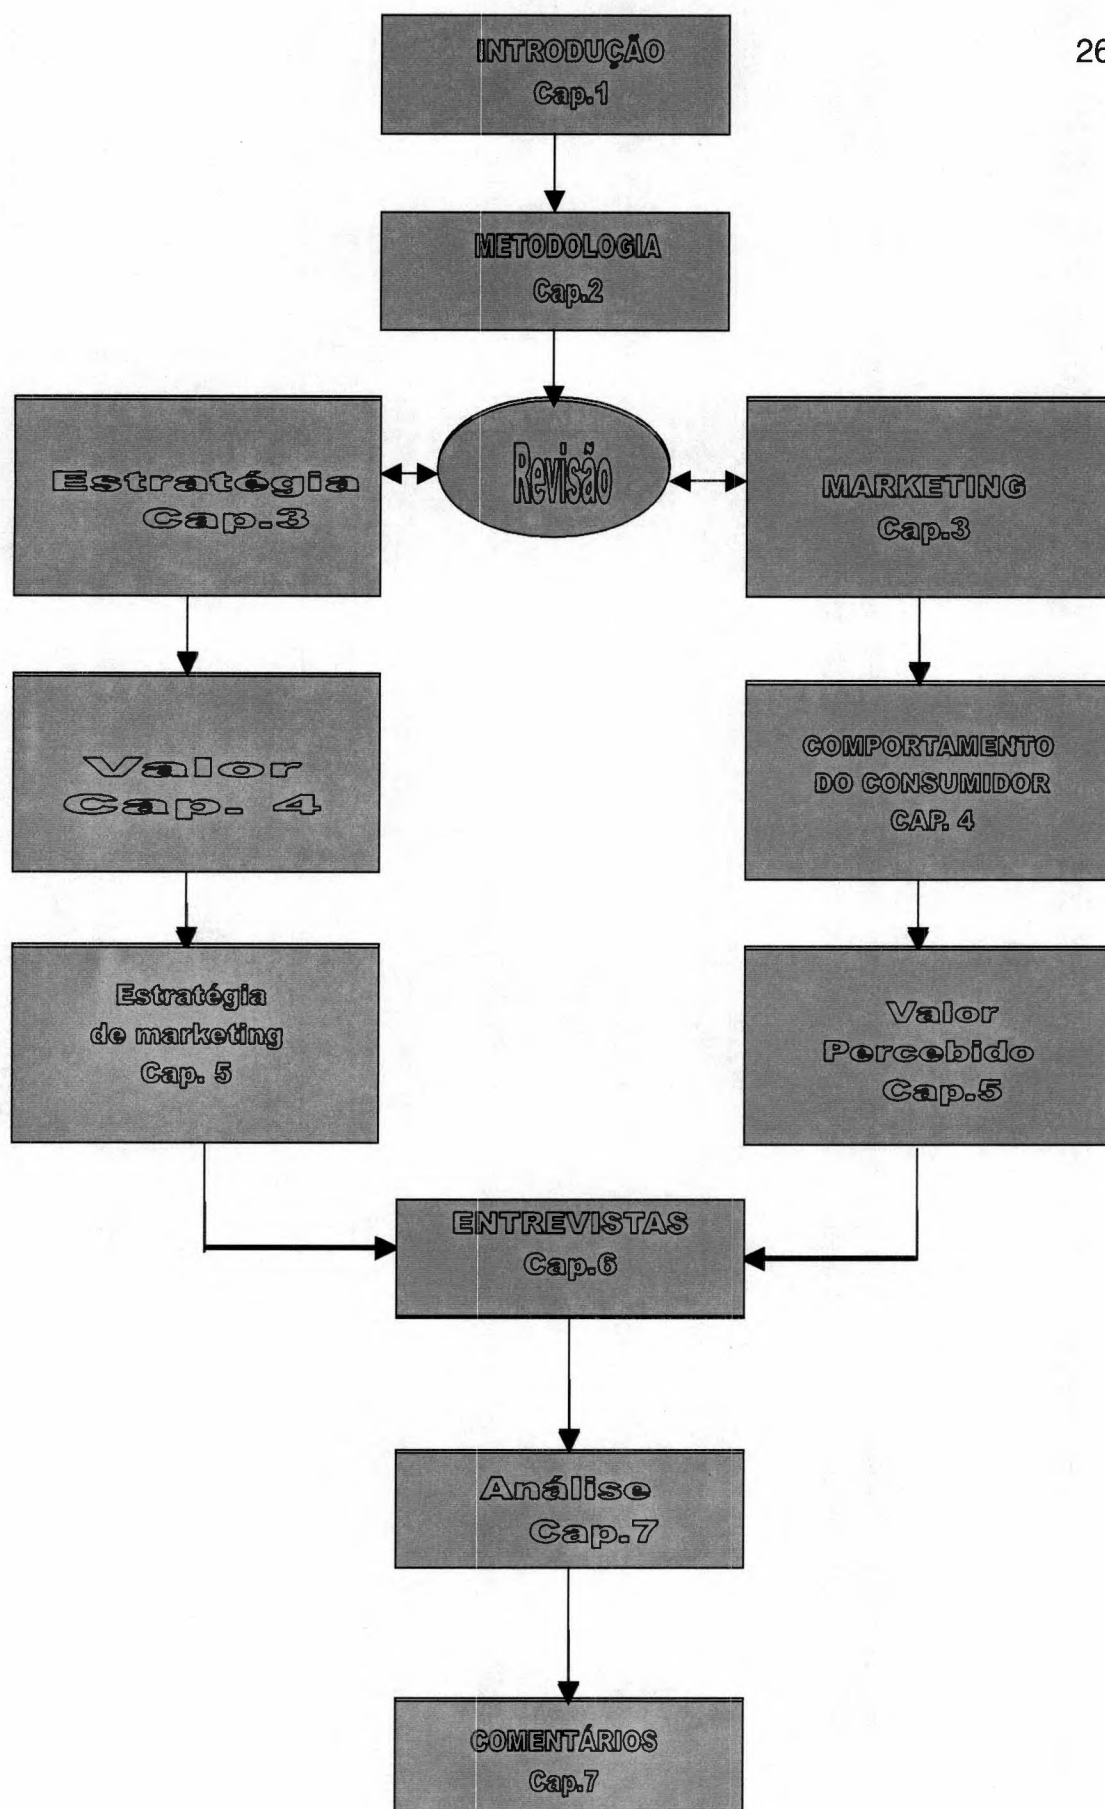 26
INTRODUÇÃO
Cap.1
METODOLOGIA
Cap.2
Revisão
Estratégia
Cap.3
MARKETING
Cap.3
Valor
Cap. 4
COMPORTAMENTO
DO CONSUMIDOR
CAP. 4
Estratégia
de marketing
Cap. 5
Valor
Percebido
Cap.5
ENTREVISTAS
Cap.6
Análise
Cap.7
COMENTÁRIOS
Cap.7